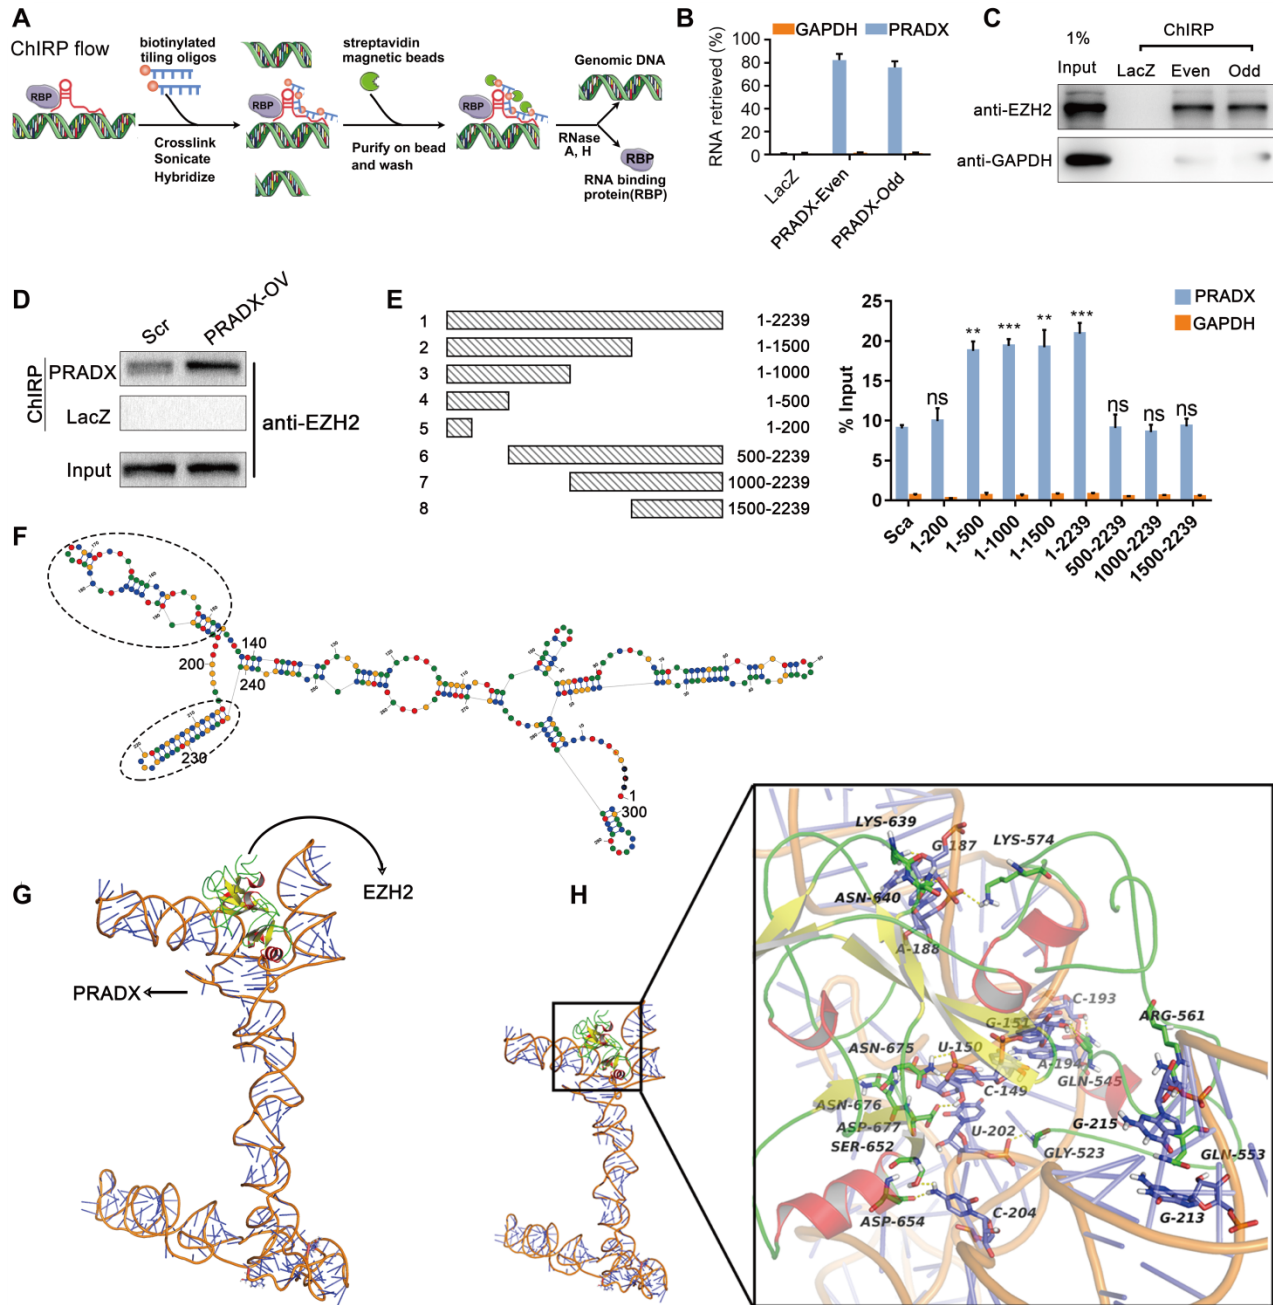 A
ChIRP flow
biotinylated
tiling oligos
streptavidin
magnetic beads
Genomic DNA
RBP
RBP
RBP
Crosslink
Sonicate
Hybridize
Purify on bead
and wash
RNase
A, H
RBP
RNA binding
protein(RBP)
B
GAPDH
PRADX
RNA retrieved (%)
100
80
60
40
20
0
LacZ
PRADX-Even
PRADX-Odd
C
1%
Input
ChIRP
LacZ
Even
Odd
anti-EZH2
anti-GAPDH
D
Scr
PRADX-OV
ChIRP
PRADX
LacZ
Input
anti-EZH2
E
1
1-2239
2
1-1500
3
1-1000
4
1-500
5
1-200
6
500-2239
7
1000-2239
8
1500-2239
PRADX
GAPDH
% Input
25
20
15
10
5
0
ns
**
***
**
***
ns
ns
ns
Sca
1-200
1-500
1-1000
1-1500
1-2239
500-2239
1000-2239
1500-2239
F
140
200
240
230
1
300
G
EZH2
PRADX
H
LYS-639
G-187
LYS-574
ASN-640
A-188
C-193
G-151
ARG-561
ASN-675
U-150
A-194
C-149
GLN-545
ASN-676
ASP-677
U-202
G-215
SER-652
GLY-523
GLN-553
ASP-654
C-204
G-213